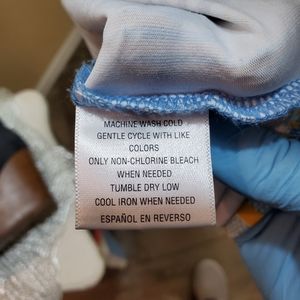 MACHINE WASH COLD
GENTLE CYCLE WITH LIKE
COLORS
ONLY NON-CHLORINE BLEACH
WHEN NEEDED
TUMBLE DRY LOW
COOL IRON WHEN NEEDED
ESPAÑOL EN REVERSO